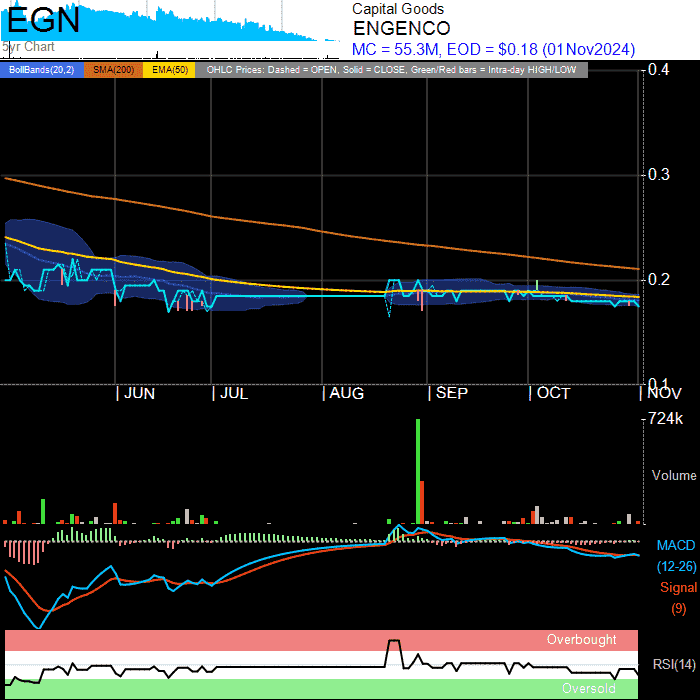 EGN
5yr Chart
Capital Goods
ENGENCO
MC = 55.3M, EOD = $0.18 (01Nov2024)
BollBands(20,2) SMA(200) EMA(50) OHLC Prices: Dashed = OPEN, Solid = CLOSE, Green/Red bars = Intra-day HIGH/LOW
0.4
0.3
0.2
0.1
JUN JUL AUG SEP OCT NOV
724k
Volume
MACD
(12-26)
Signal
(9)
Overbought
RSI(14)
Oversold